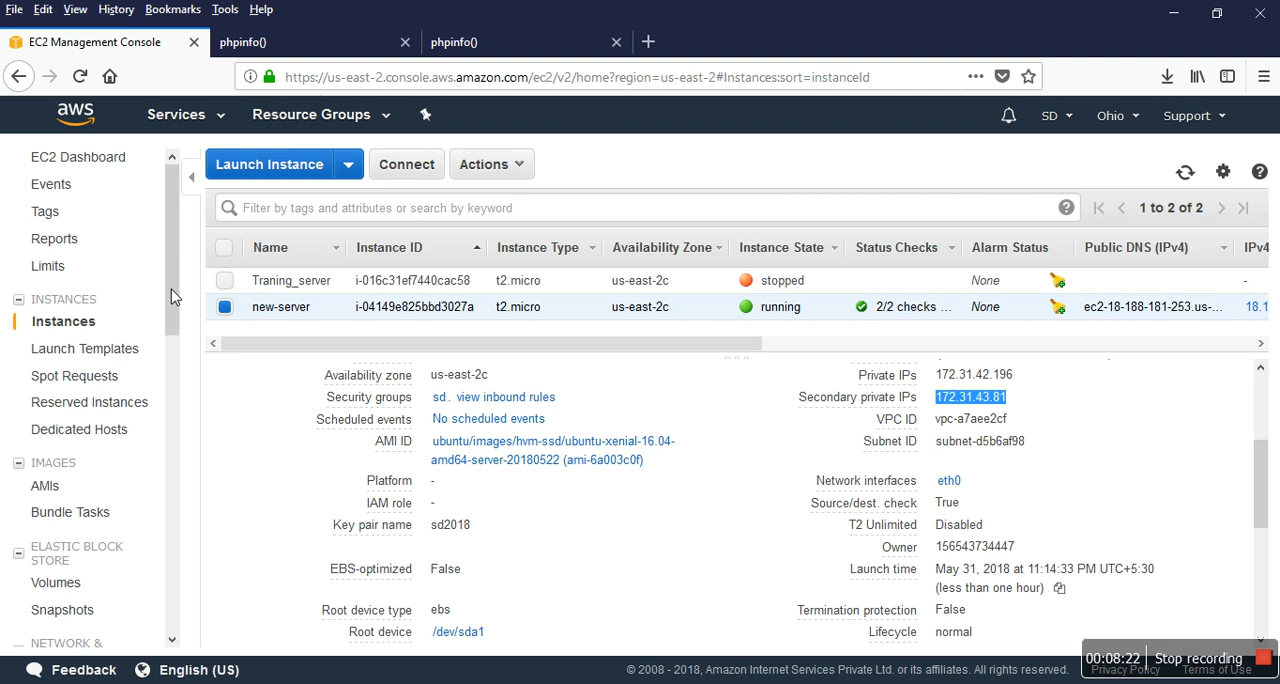 File Edit View History Bookmarks Tools Help
EC2 Management Console phpinfo() phpinfo()
https://us-east-2.console.aws.amazon.com/ec2/v2/home?region=us-east-2#Instances:sort=instanceId
aws Services Resource Groups SD Ohio Support
EC2 Dashboard
Events
Tags
Reports
Limits
INSTANCES
Instances
Launch Templates
Spot Requests
Reserved Instances
Dedicated Hosts
IMAGES
AMIs
Bundle Tasks
ELASTIC BLOCK
STORE
Volumes
Snapshots
NETWORK &
Launch Instance Connect Actions
Filter by tags and attributes or search by keyword 1 to 2 of 2
Name Instance ID Instance Type Availability Zone Instance State Status Checks Alarm Status Public DNS (IPv4) IPv4
Traning_server i-016c31ef7440cac58 t2.micro us-east-2c stopped None -
new-server i-04149e825bbd3027a t2.micro us-east-2c running 2/2 checks ... None ec2-18-188-181-253.us-... 18.1
Availability zone us-east-2c
Security groups sd . view inbound rules
Scheduled events No scheduled events
AMI ID ubuntu/images/hvm-ssd/ubuntu-xenial-16.04-
amd64-server-20180522 (ami-6a003c0f)
Platform -
IAM role -
Key pair name sd2018
EBS-optimized False
Root device type ebs
Root device /dev/sda1
Private IPs 172.31.42.196
Secondary private IPs 172.31.43.81
VPC ID vpc-a7aee2cf
Subnet ID subnet-d5b6af98
Network interfaces eth0
Source/dest. check True
T2 Unlimited Disabled
Owner 156543734447
Launch time May 31, 2018 at 11:14:33 PM UTC+5:30
(less than one hour)
Termination protection False
Lifecycle normal
00:08:22 Stop recording
Feedback English (US) © 2008 - 2018, Amazon Internet Services Private Ltd. or its affiliates. All rights reserved. Privacy Policy Terms of Use